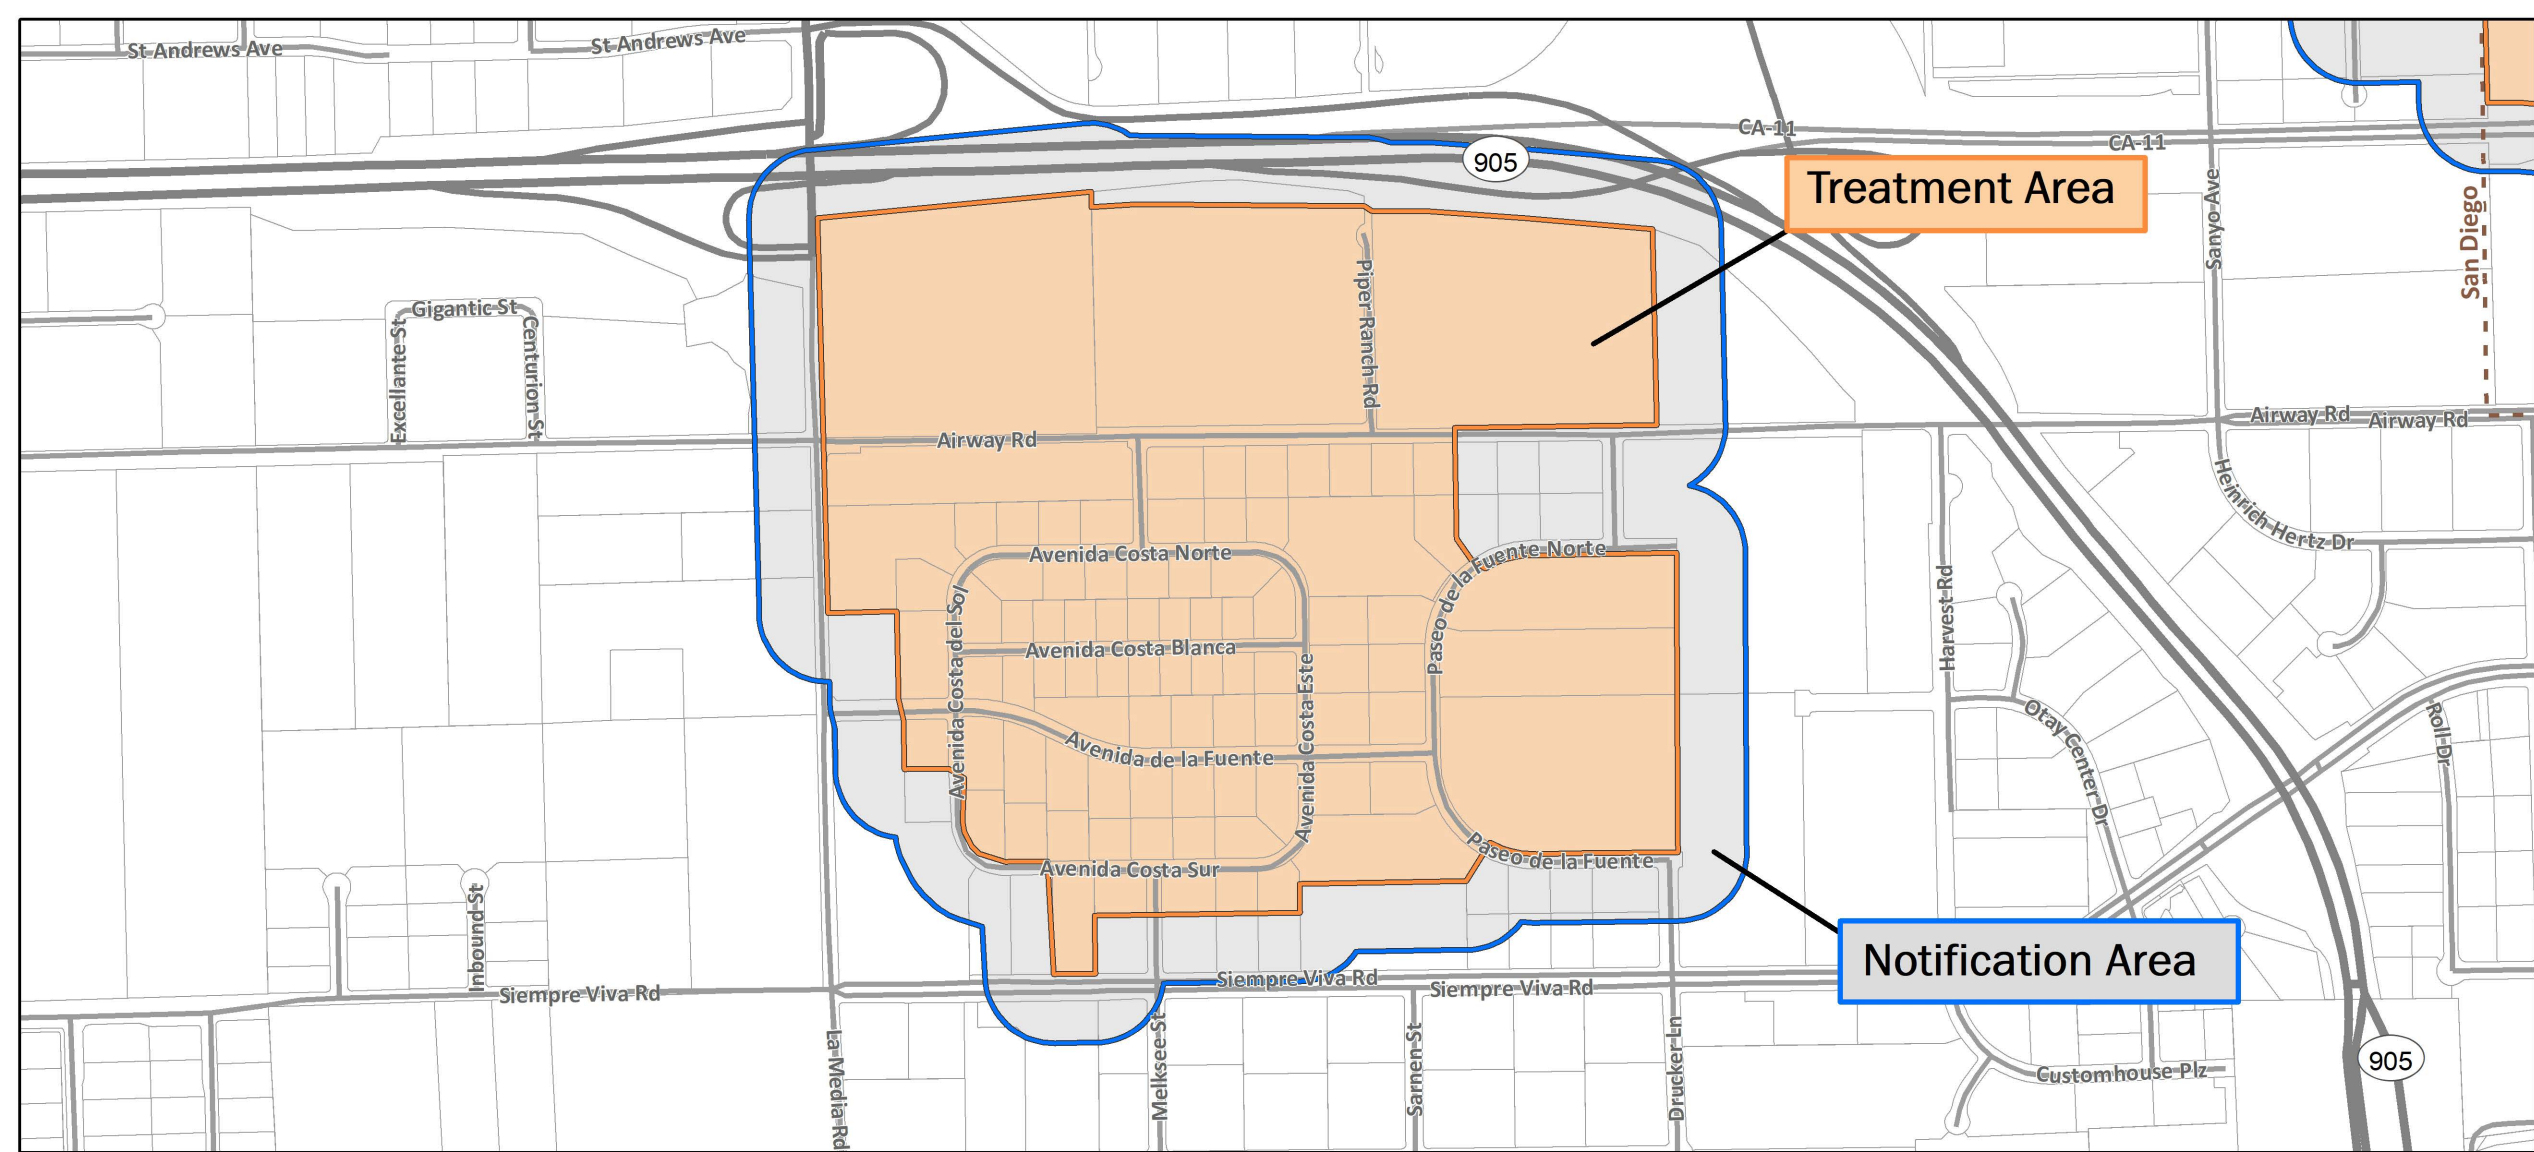 St Andrews Ave
St Andrews Ave
CA-11
CA-11
905
Treatment Area
Sanyo Ave
San Diego
Gigantic St
Excellante St
Centurion St
Piper Ranch Rd
Airway Rd
Airway Rd
Airway Rd
Heinrich Hertz Dr
Avenida Costa Norte
Paseo de la Fuente Norte
Harvest Rd
Avenida Costa del Sol
Avenida Costa Blanca
Avenida Costa Este
Avenida de la Fuente
Otay Center Dr
Roll Dr
Avenida Costa Sur
Paseo de la Fuente
Notification Area
Inbound St
Siempre Viva Rd
Siempre Viva Rd
Siempre Viva Rd
La Media Rd
Melksee St
Sarnen St
Drucker Ln
Customhouse Plz
905